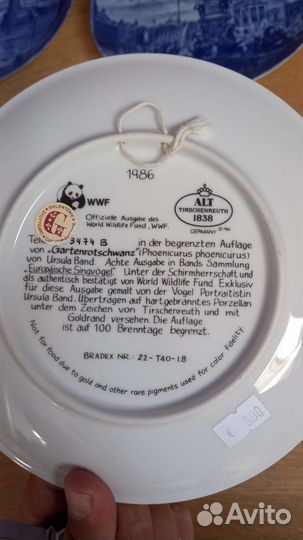 1986
WWF
Offizielle Ausgabe des
World Wildlife Fund „WWF.
ALT
TIRSCHENREUTH
1838
GERMANY
3474 B in der begrenzten Auflage
von „Gartenrotschwanz" (Phoenicurus phoenicurus)
von Ursula Band. Achte Ausgabe in Bands Sammlung
„Europäische Singvögel". Unter der Schirmherrschaft und
als authentisch bestätigt von World Wildlife Fund. Exklusiv
für diese Ausgabe gemalt von der Vogel Portraitistin
Ursula Band. Übertragen auf hartgebranntes Porzellan
unter dem Zeichen von Tirschenreuth und mit
Goldrand versehen. Die Auflage
ist auf 100 Brenntage begrenzt.
BRADEX NR.: 22-T40-1.8
Not for food due to gold and other rare pigments used for color fidelity.
€ 3,90
Avito